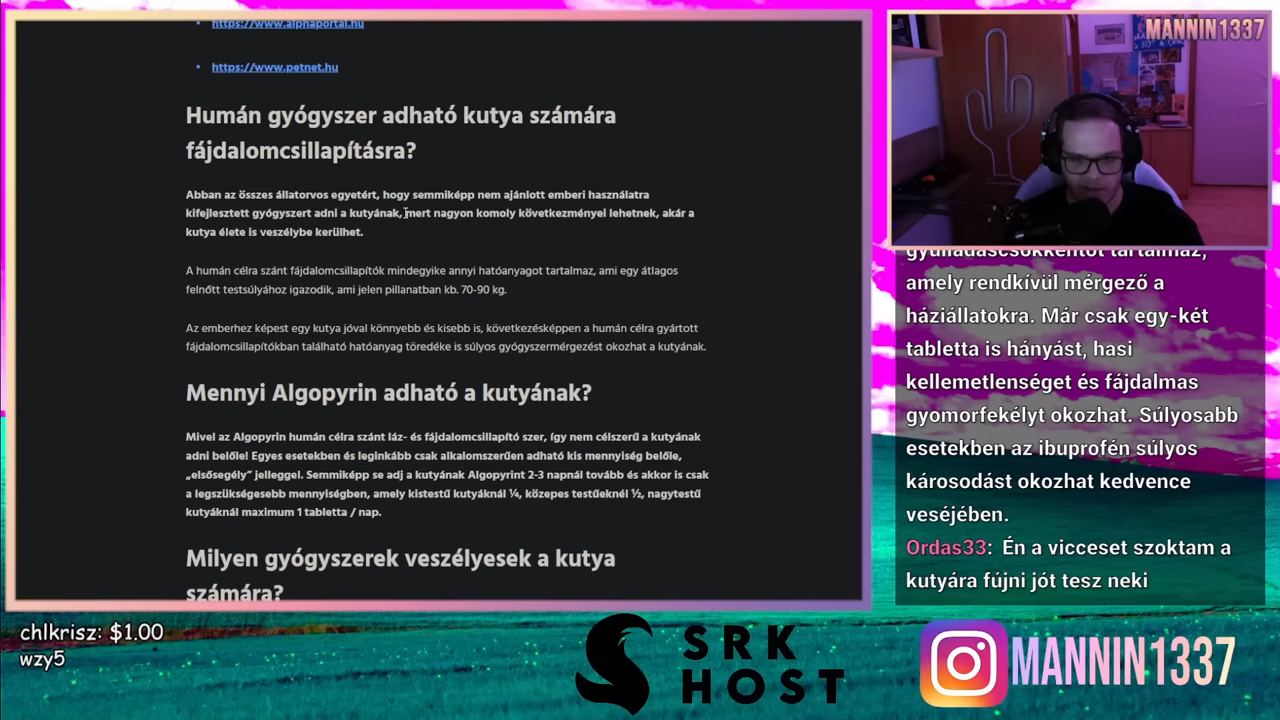 https://www.alphaportal.hu
https://www.petnet.hu
Humán gyógyszer adható kutya számára
fájdalomcsillapításra?
Abban az összes állatorvos egyetért, hogy semmiképp nem ajánlott emberi használatra
kifejlesztett gyógyszert adni a kutyának, mert nagyon komoly következményei lehetnek, akár a
kutya élete is veszélybe kerülhet.
A humán célra szánt fájdalomcsillapítók mindegyike annyi hatóanyagot tartalmaz, ami egy átlagos
felnőtt testsúlyához igazodik, ami jelen pillanatban kb. 70-90 kg.
Az emberhez képest egy kutya jóval könnyebb és kisebb is, következésképpen a humán célra gyártott
fájdalomcsillapítókban található hatóanyag töredéke is súlyos gyógyszermérgezést okozhat a kutyának.
Mennyi Algopyrin adható a kutyának?
Mivel az Algopyrin humán célra szánt láz- és fájdalomcsillapító szer, így nem célszerű a kutyának
adni belőle! Egyes esetekben és leginkább csak alkalomszerűen adható kis mennyiség belőle,
„elsősegély” jelleggel. Semmiképp se adj a kutyának Algopyrint 2-3 napnál tovább és akkor is csak
a legszükségesebb mennyiségben, amely kistestű kutyáknál ¼, közepes testűeknél ½, nagytestű
kutyáknál maximum 1 tabletta / nap.
Milyen gyógyszerek veszélyesek a kutya
számára?
MANNIN1337
gyulladáscsökkentőt tartalmaz,
amely rendkívül mérgező a
háziállatokra. Már csak egy-két
tabletta is hányást, hasi
kellemetlenséget és fájdalmas
gyomorfekélyt okozhat. Súlyosabb
esetekben az ibuprofén súlyos
károsodást okozhat kedvence
veséjében.
Ordas33: Én a vicceset szoktam a
kutyára fújni jót tesz neki
chlkrisz: $1.00
wzy5
SRK
HOST
MANNIN1337